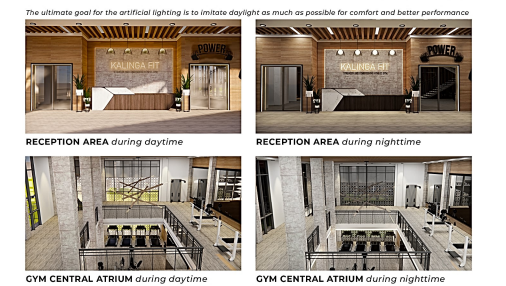 The ultimate goal for the artificial lighting is to imitate daylight as much as possible for comfort and better performance
KALINGA FIT
POWER
KALINGA FIT
POWER
RECEPTION AREA during daytime
RECEPTION AREA during nighttime
GYM CENTRAL ATRIUM during daytime
GYM CENTRAL ATRIUM during nighttime